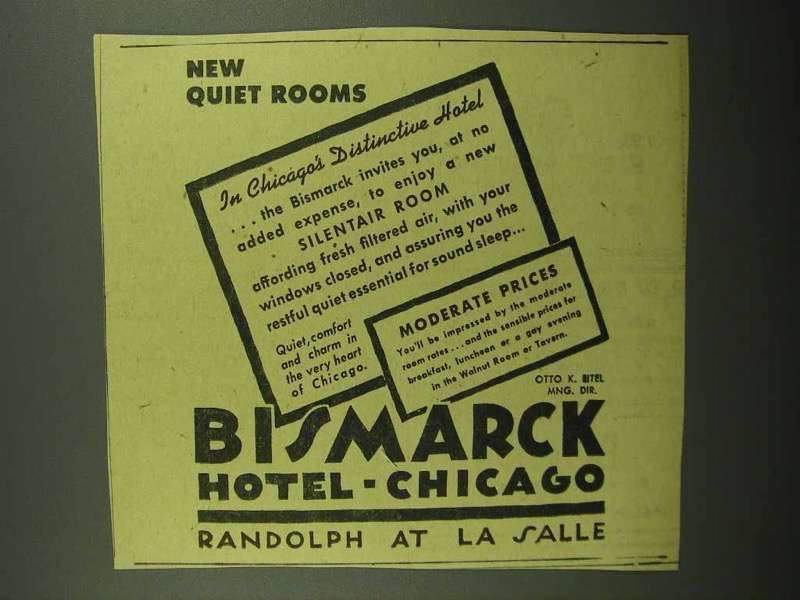 NEW
QUIET ROOMS
In Chicago's Distinctive Hotel
... the Bismarck invites you, at no
added expense, to enjoy a new
SILENTAIR ROOM
affording fresh filtered air, with your
windows closed, and assuring you the
restful quiet essential for sound sleep...
Quiet, comfort
and charm in
the very heart
of Chicago.
MODERATE PRICES
You'll be impressed by the moderate
room rates... and the sensible prices for
breakfast, luncheon or a gay evening
in the Walnut Room or Tavern.
OTTO K. EITEL
MNG. DIR.
BISMARCK
HOTEL - CHICAGO
RANDOLPH AT LA SALLE